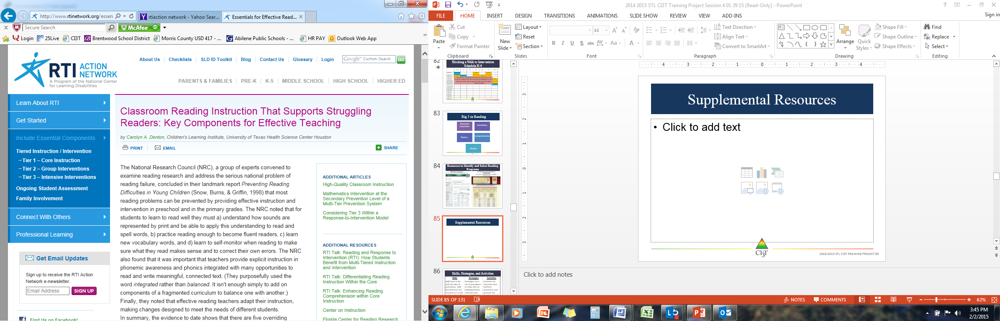 http://www.rtinetwork.org/essen
rtiaction network - Yahoo Sear...
Essentials for Effective Read...
Secure Search
McAfee
Login
25Live
CI3T
Brentwood School District
Morris County USD 417 - ...
Abilene Public Schools - ...
HR PAY
Outlook Web App
About Us
Checklists
SLD ID Toolkit
Blog
Contact Us
Glossary
Login
Google™ Custom Search
GO
RTI ACTION NETWORK
A Program of the National Center
for Learning Disabilities
PARENTS & FAMILIES
PRE-K
K-5
MIDDLE SCHOOL
HIGH SCHOOL
HIGHER ED
Learn About RTI
Get Started
Include Essential Components
Tiered Instruction / Intervention
–Tier 1 – Core Instruction
–Tier 2 – Group Interventions
–Tier 3 – Intensive Interventions
Ongoing Student Assessment
Family Involvement
Connect With Others
Professional Learning
Get Email Updates
Sign up to receive the RTI Action
Network e-newsletter.
Email Address
SIGN UP
Find Us on Facebook!
Classroom Reading Instruction That Supports Struggling
Readers: Key Components for Effective Teaching
by Carolyn A. Denton, Children's Learning Institute, University of Texas Health Science Center Houston
PRINT
EMAIL
SHARE
The National Research Council (NRC), a group of experts convened to
examine reading research and address the serious national problem of
reading failure, concluded in their landmark report Preventing Reading
Difficulties in Young Children (Snow, Burns, & Griffin, 1998) that most
reading problems can be prevented by providing effective instruction and
intervention in preschool and in the primary grades. The NRC noted that for
students to learn to read well they must a) understand how sounds are
represented by print and be able to apply this understanding to read and
spell words, b) practice reading enough to become fluent readers, c) learn
new vocabulary words, and d) learn to self-monitor when reading to make
sure what they read makes sense and to correct their own errors. The NRC
also found that it was important that teachers provide explicit instruction in
phonemic awareness and phonics integrated with many opportunities to
read and write meaningful, connected text. (They purposefully used the
word integrated rather than balanced. It isn't enough simply to add on
components of a fragmented curriculum to balance one with another.)
Finally, they noted that effective reading teachers adapt their instruction,
making changes designed to meet the needs of different students.
In summary, the evidence to date shows that there are five overriding
ADDITIONAL ARTICLES
High-Quality Classroom Instruction
Mathematics Intervention at the
Secondary Prevention Level of a
Multi-Tier Prevention System
Considering Tier 3 Within a
Response-to-Intervention Model
ADDITIONAL RESOURCES
RTI Talk: Reading and Response to
Intervention (RTI): How Students
Benefit from Multi-Tiered Instruction
and Intervention
RTI Talk: Differentiating Reading
Instruction Within the Core
RTI Talk: Enhancing Reading
Comprehension within Core
Instruction
Center on Instruction
Florida Center for Reading Research
2014 2015 STL CI3T Training Project Session 4 01 29 15 [Read-Only] - PowerPoint
FILE
HOME
INSERT
DESIGN
TRANSITIONS
ANIMATIONS
SLIDE SHOW
REVIEW
VIEW
ADD-INS
Sign in
Paste
Cut
Copy
Format Painter
Clipboard
New
Slide
Layout
Reset
Section
Slides
44
Font
Text Direction
Align Text
Convert to SmartArt
Paragraph
Arrange
Quick
Styles
Shape Fill
Shape Outline
Shape Effects
Drawing
Find
Replace
Select
Editing
82
Blocking a Walk to Intervention
Schedule K-6
83
Big 5 in Reading
Phonemic
Awareness
Vocabulary
Fluency
Comprehension
Phonics
84
Resources to Identify and Select Reading
Programs
85
Supplemental Resources
86
Skills, Strategies, and Activities
Skills
Strategies
Activities
Supplemental Resources
• Click to add text
CI3T
2014-2015 STL CI3T TRAINING PROJECT 85
Click to add notes
SLIDE 85 OF 131
NOTES
COMMENTS
62%
3:45 PM
2/2/2015